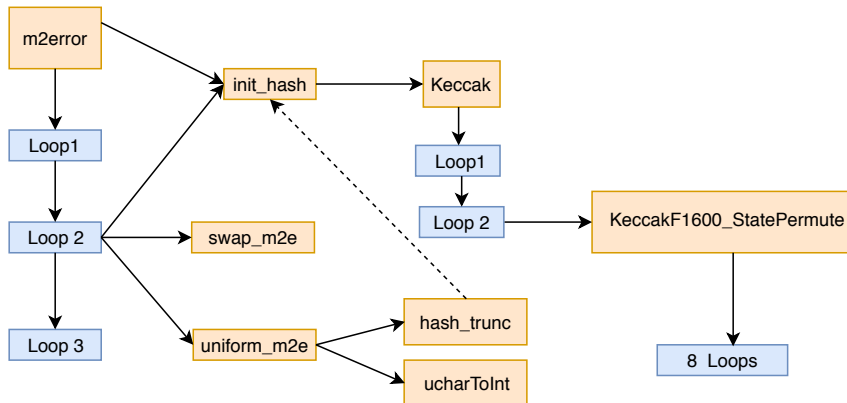 m2error
init_hash
Keccak
Loop1
Loop1
Loop 2
swap_m2e
Loop 2
KeccakF1600_StatePermute
Loop 3
uniform_m2e
hash_trunc
ucharToInt
8 Loops